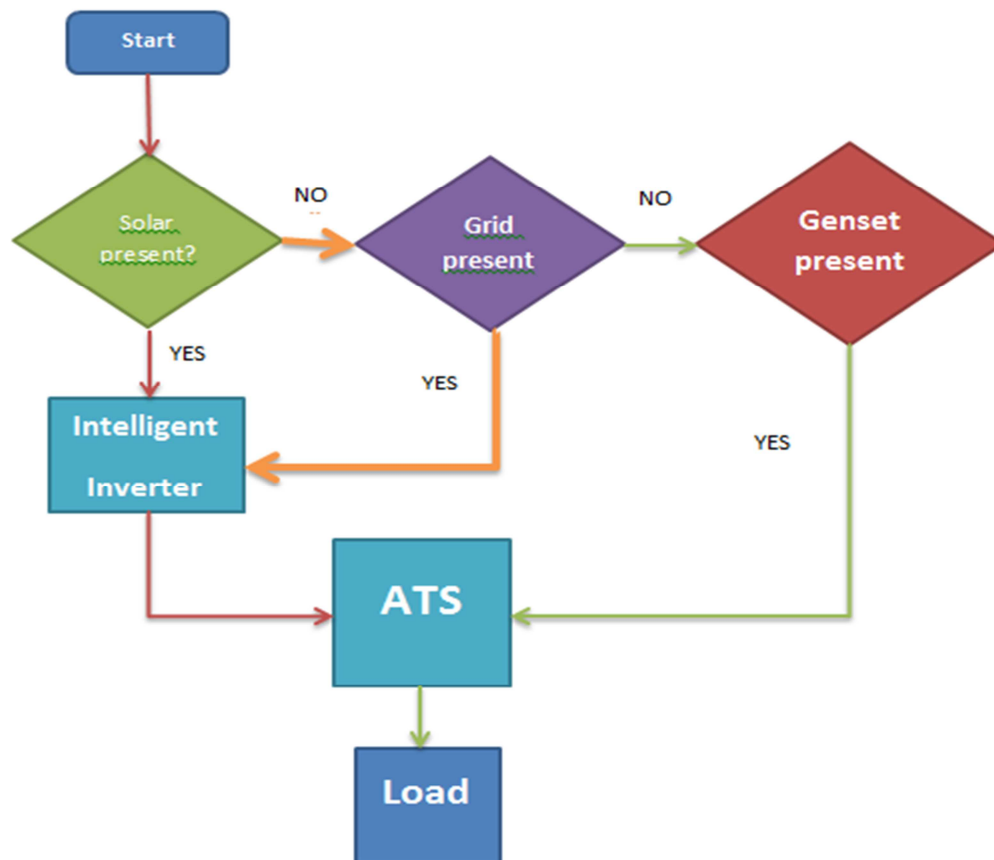 Start
Solar
present?
NO
Grid
present
NO
Genset
present
YES
YES
YES
Intelligent
Inverter
ATS
Load